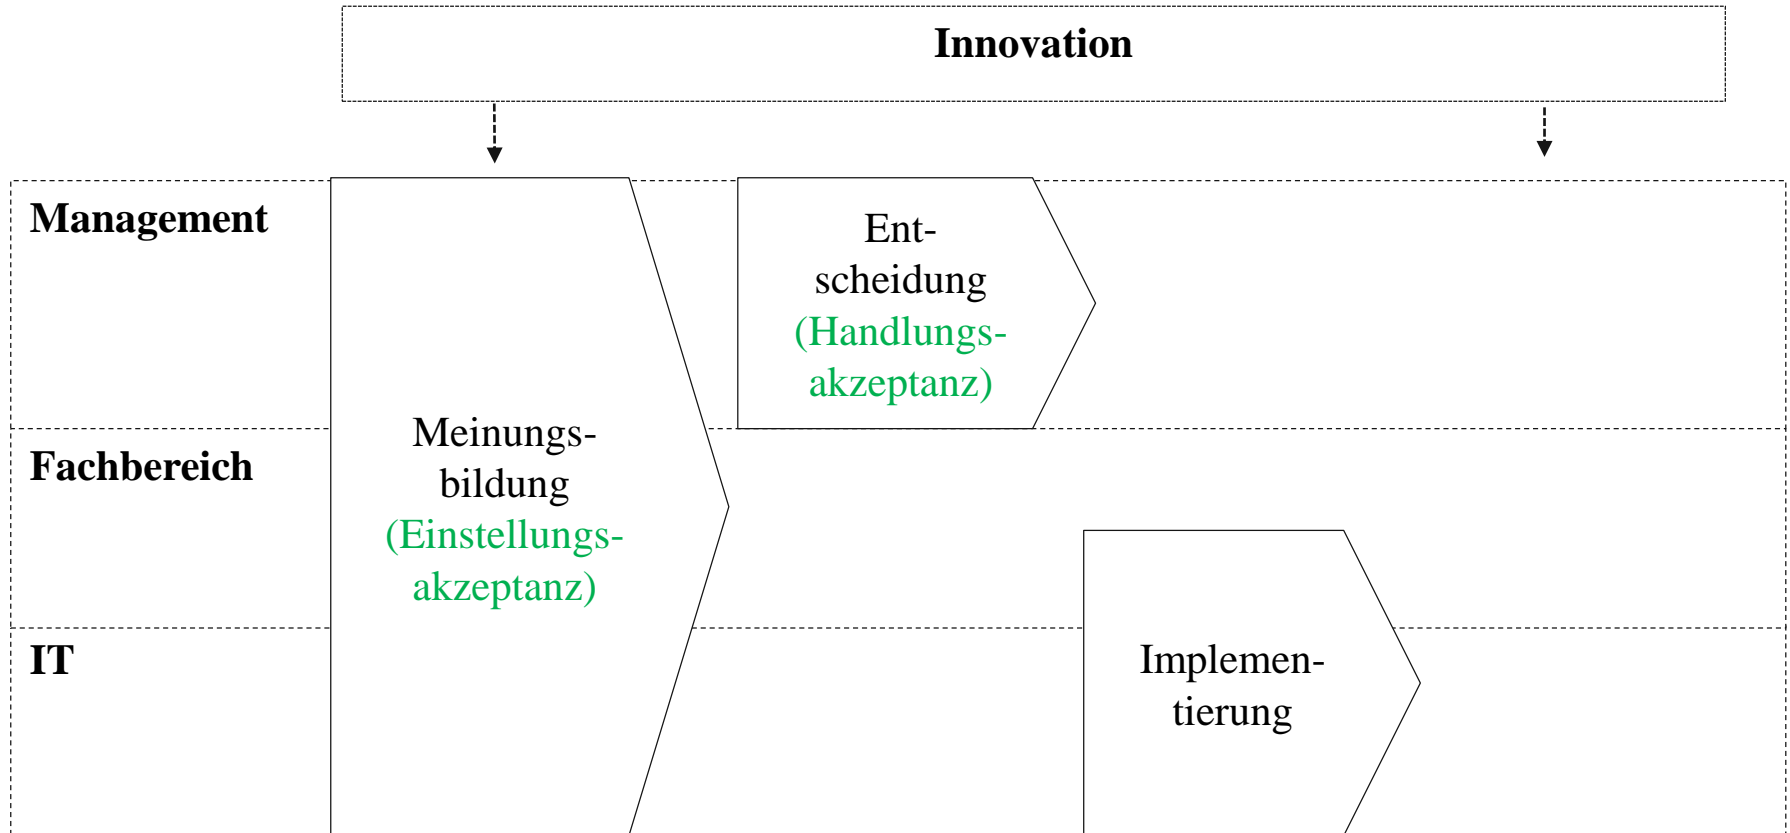 Innovation
Management
Ent-
scheidung
(Handlungs-
akzeptanz)
Meinungs-
bildung
(Einstellungs-
akzeptanz)
Fachbereich
IT
Implemen-
tierung